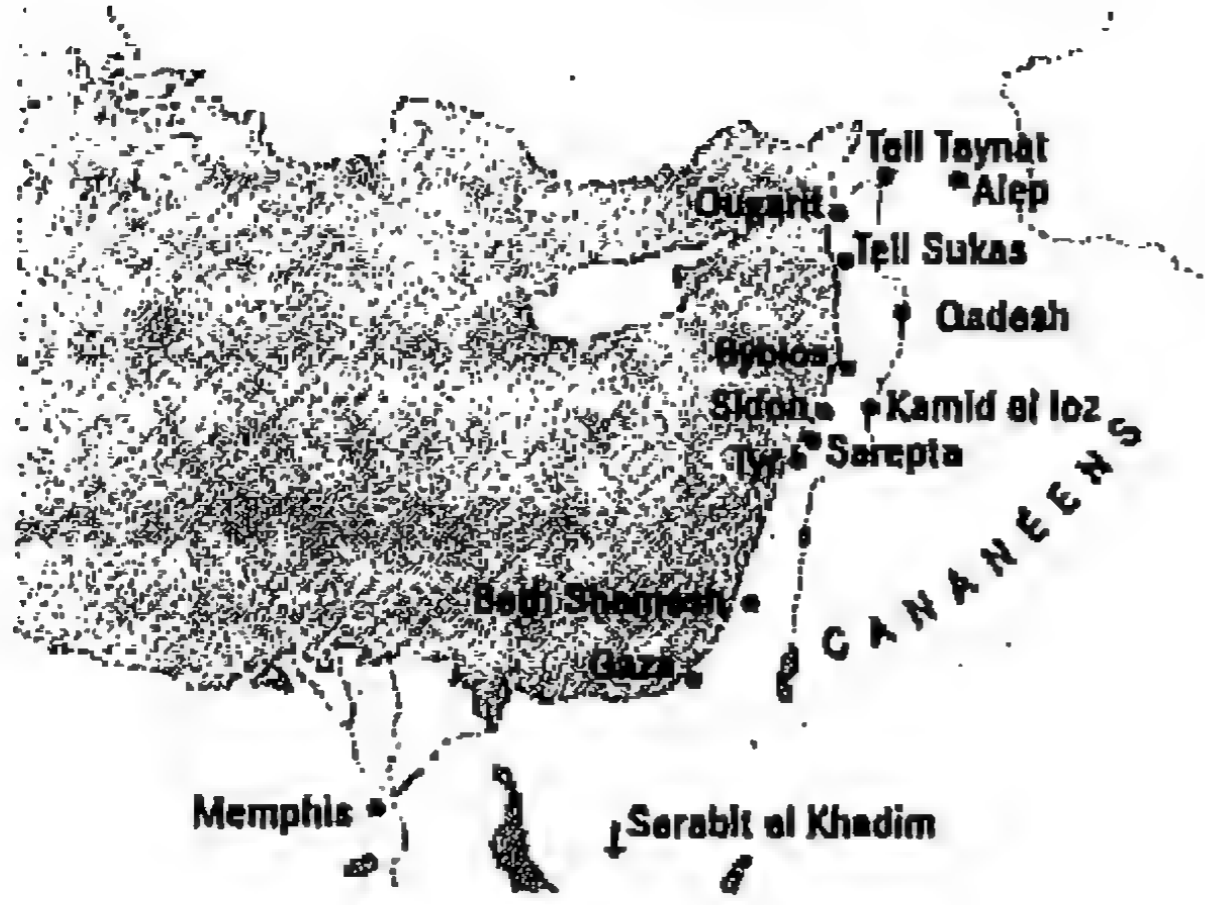 Tell Taynat
Alep
Ougarit
Tell Sukas
Qadesh
Byblos
Sidon
Kamid el loz
Tyr
Sarepta
CANANEENS
Beth Shemesh
Gaza
Memphis
Serabit el Khadim